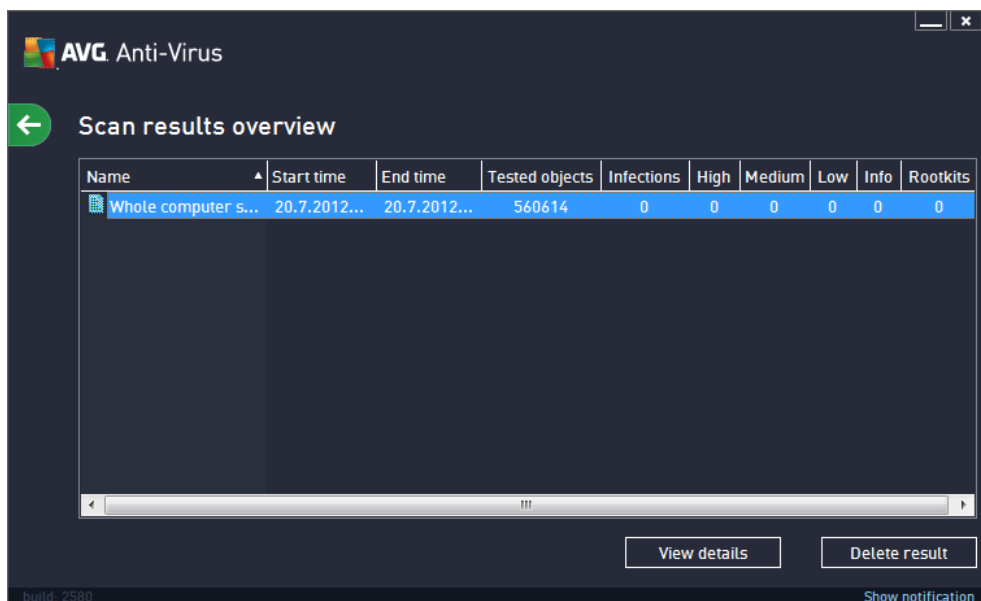 AVG. Anti-Virus
Scan results overview
Name Start time End time Tested objects Infections High Medium Low Info Rootkits
Whole computer s... 20.7.2012... 20.7.2012... 560614 0 0 0 0 0 0
View details Delete result
build: 2580 Show notification